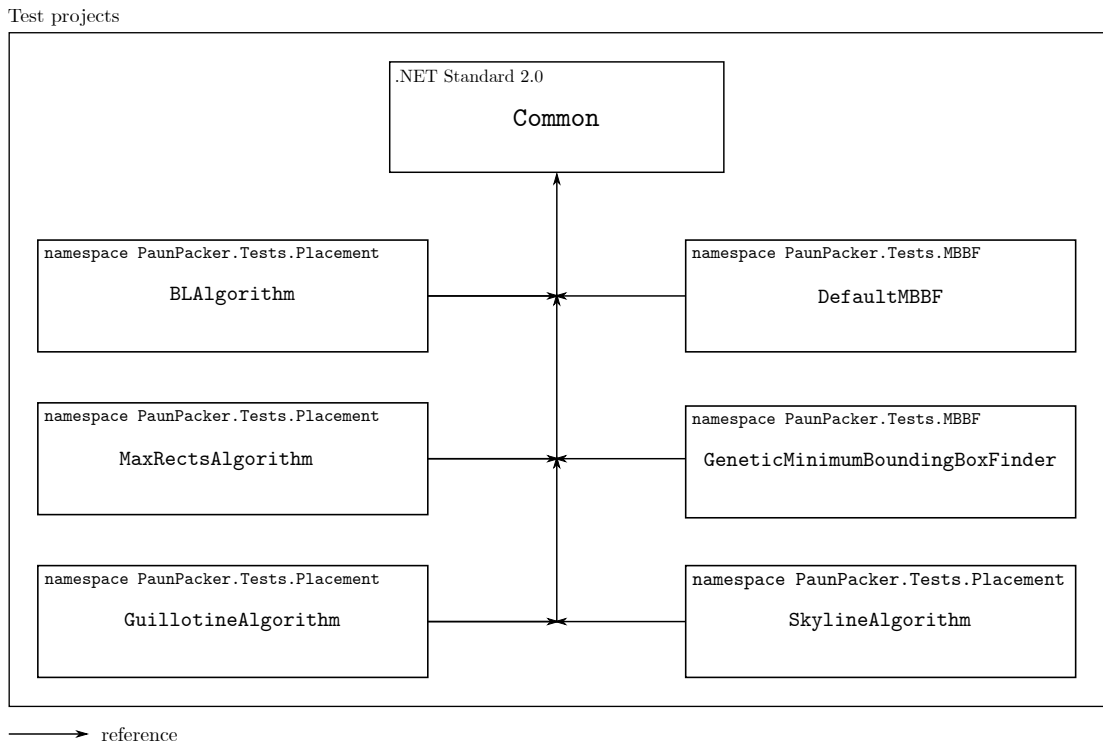 Test projects
.NET Standard 2.0
Common
namespace PaunPacker.Tests.Placement
BLAlgorithm
namespace PaunPacker.Tests.MBBF
DefaultMBBF
namespace PaunPacker.Tests.Placement
MaxRectsAlgorithm
namespace PaunPacker.Tests.MBBF
GeneticMinimumBoundingBoxFinder
namespace PaunPacker.Tests.Placement
GuillotineAlgorithm
namespace PaunPacker.Tests.Placement
SkylineAlgorithm
reference